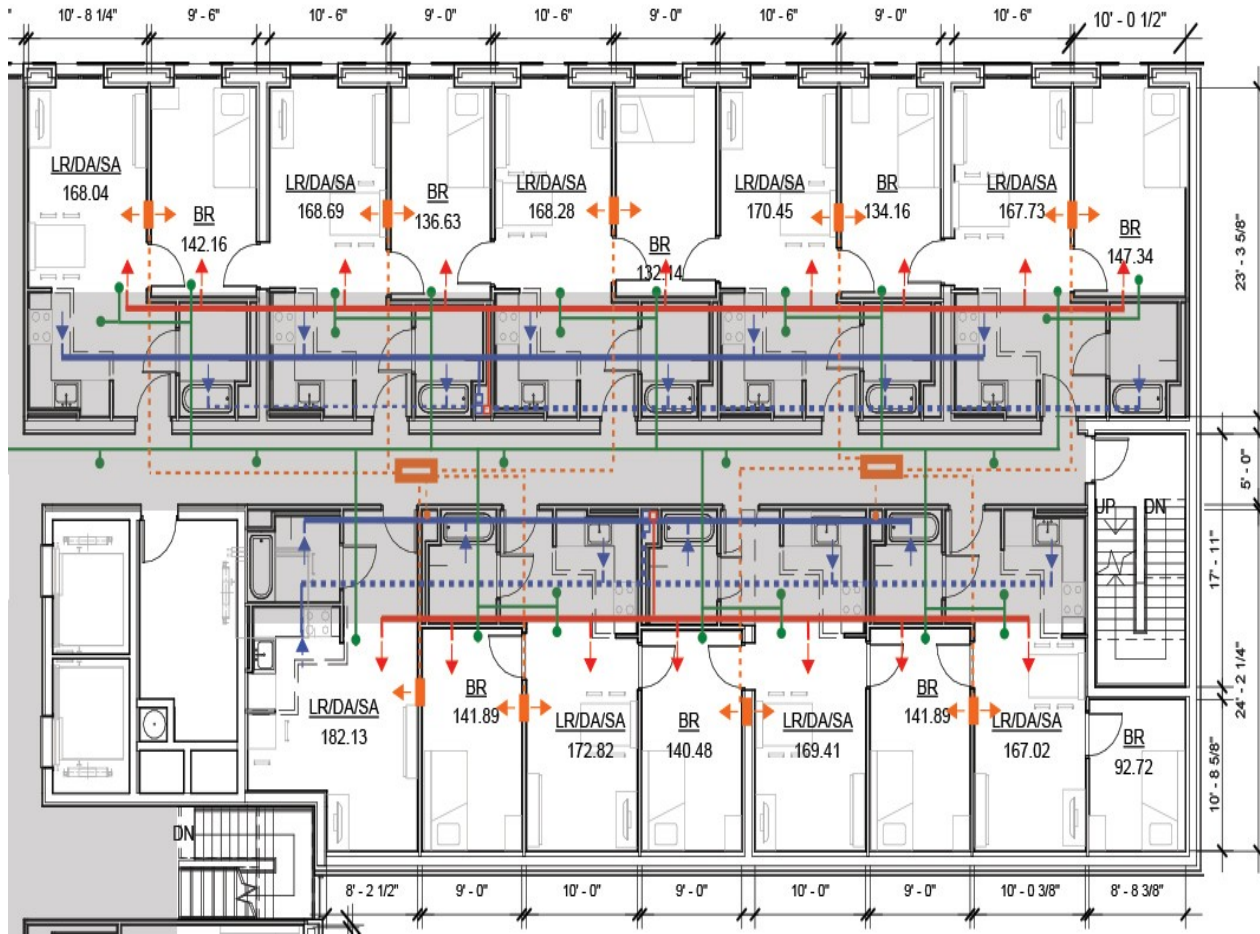 10' - 8 1/4"
9' - 6"
10' - 6"
9' - 0"
10' - 6"
9' - 0"
10' - 6"
9' - 0"
10' - 6"
10' - 0 1/2"
LR/DA/SA
168.04
BR
142.16
LR/DA/SA
168.69
BR
136.63
LR/DA/SA
168.28
BR
132.14
LR/DA/SA
170.45
BR
134.16
LR/DA/SA
167.73
BR
147.34
23' - 3 5/8"
5' - 0"
UP
DN
17' - 11"
24' - 2 1/4"
10' - 8 5/8"
LR/DA/SA
182.13
BR
141.89
LR/DA/SA
172.82
BR
140.48
LR/DA/SA
169.41
BR
141.89
LR/DA/SA
167.02
BR
92.72
DN
8' - 2 1/2"
9' - 0"
10' - 0"
9' - 0"
10' - 0"
9' - 0"
10' - 0 3/8"
8' - 8 3/8"